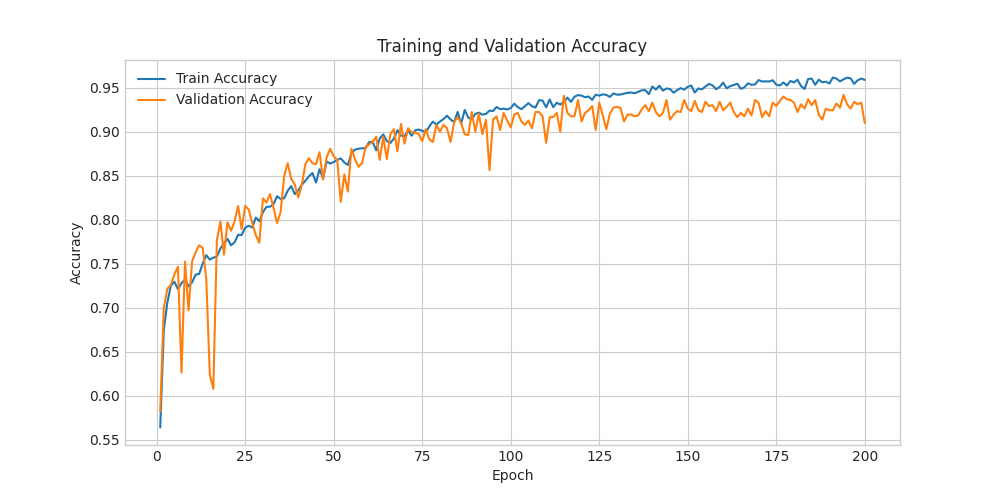 Training and Validation Accuracy
Train Accuracy
Validation Accuracy
0.95
0.90
0.85
0.80
0.75
0.70
0.65
0.60
0.55
Accuracy
0 25 50 75 100 125 150 175 200
Epoch